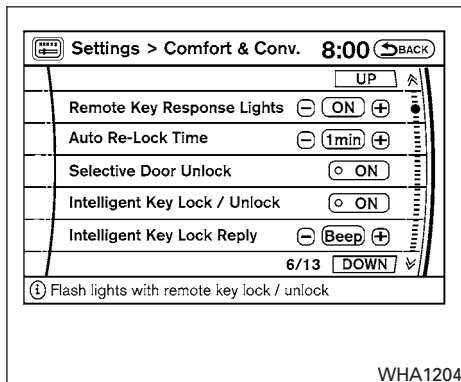 Settings > Comfort & Conv. 8:00 BACK
UP
Remote Key Response Lights - ON +
Auto Re-Lock Time - 1min +
Selective Door Unlock ON
Intelligent Key Lock / Unlock ON
Intelligent Key Lock Reply - Beep +
6/13 DOWN
i Flash lights with remote key lock / unlock
WHA1204